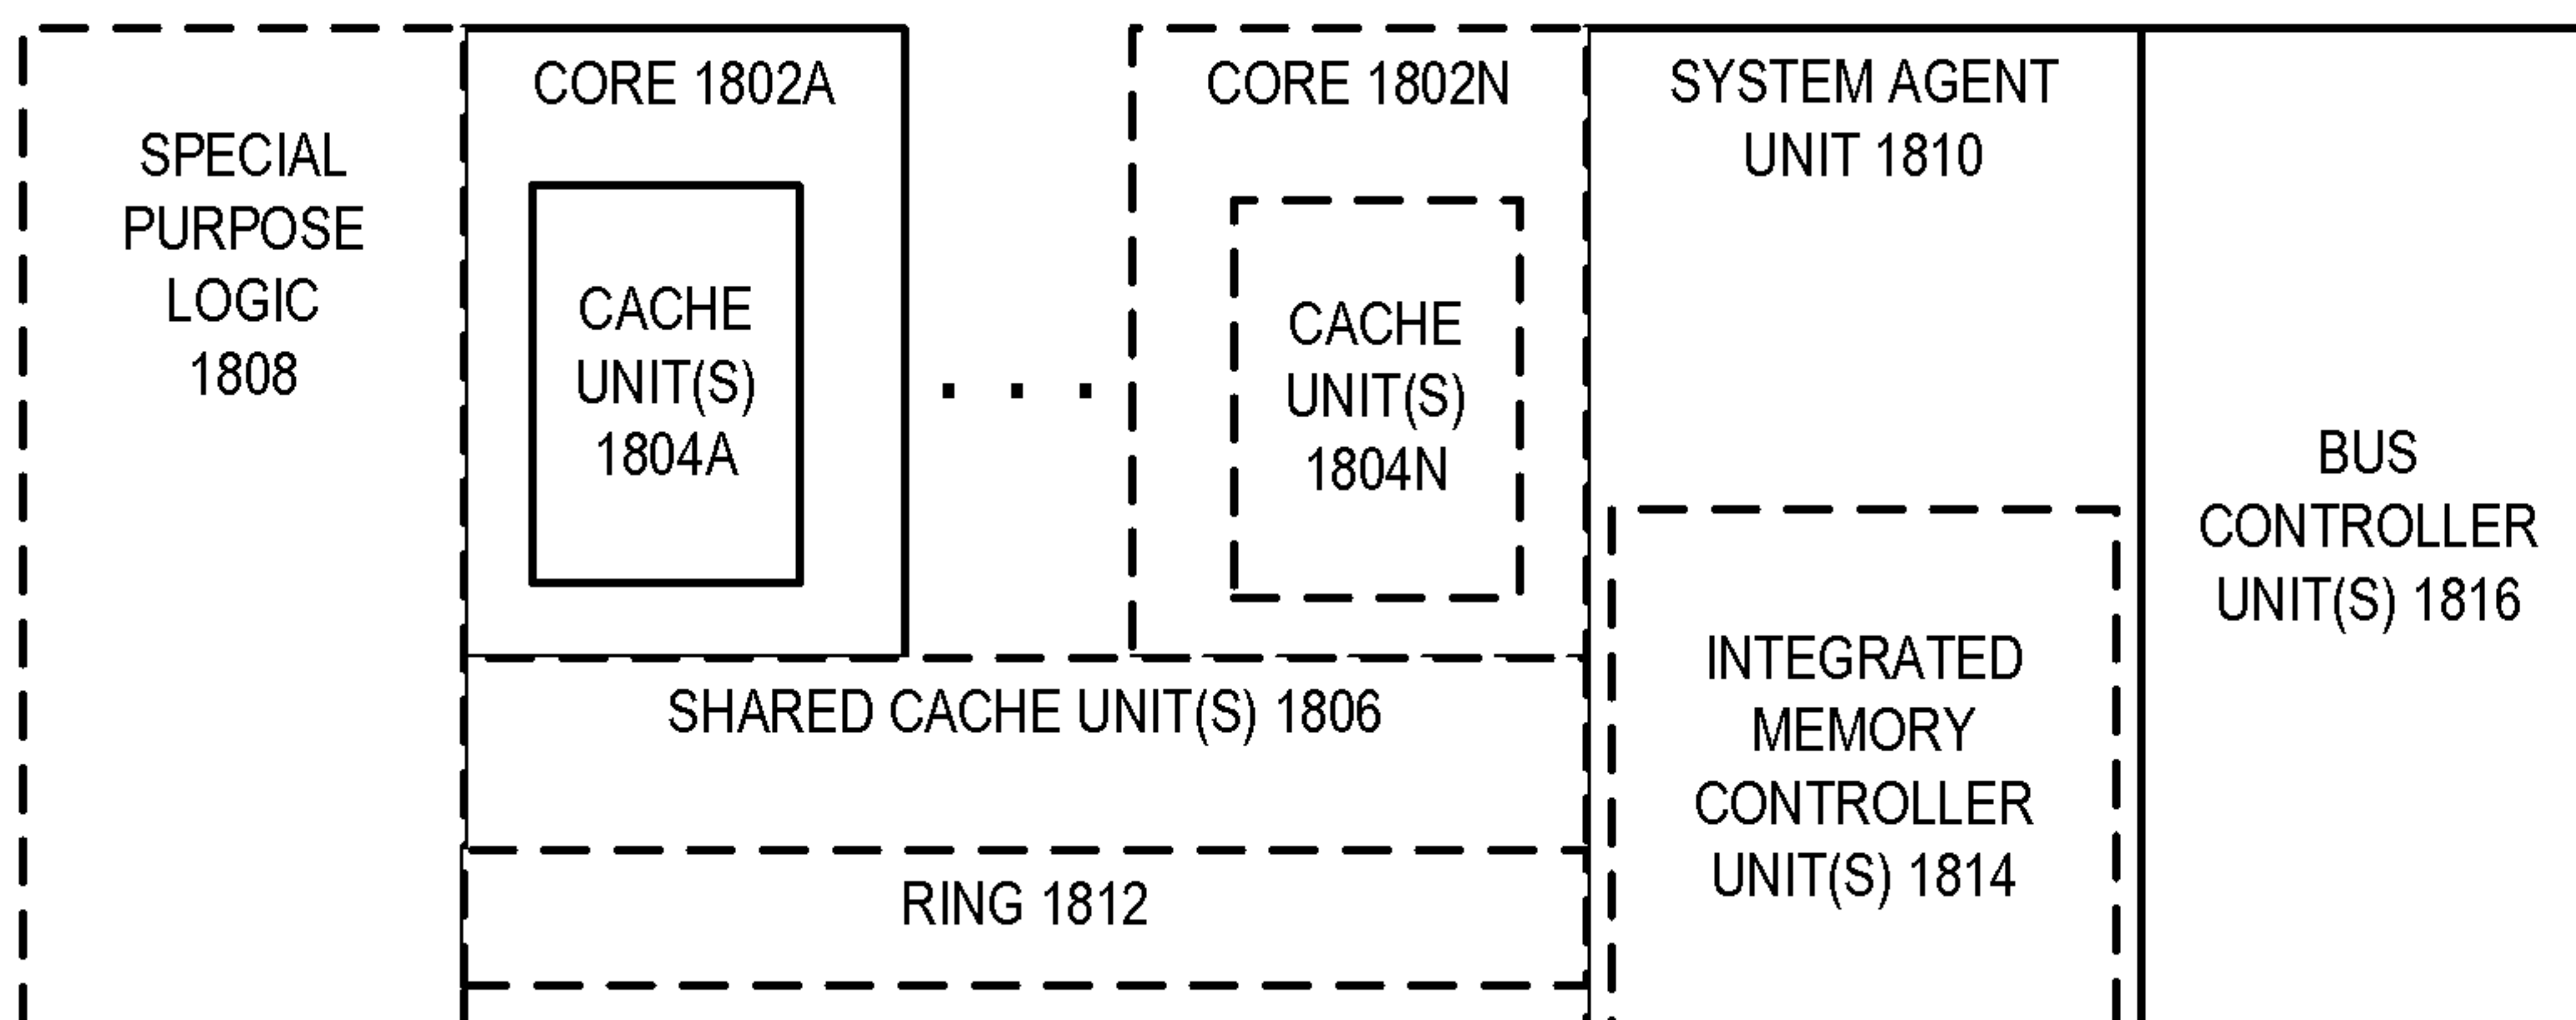 SPECIAL
PURPOSE
LOGIC
1808
CORE 1802A
CACHE
UNIT(S)
1804A
CORE 1802N
CACHE
UNIT(S)
1804N
SHARED CACHE UNIT(S) 1806
RING 1812
SYSTEM AGENT
UNIT 1810
INTEGRATED
MEMORY
CONTROLLER
UNIT(S) 1814
BUS
CONTROLLER
UNIT(S) 1816